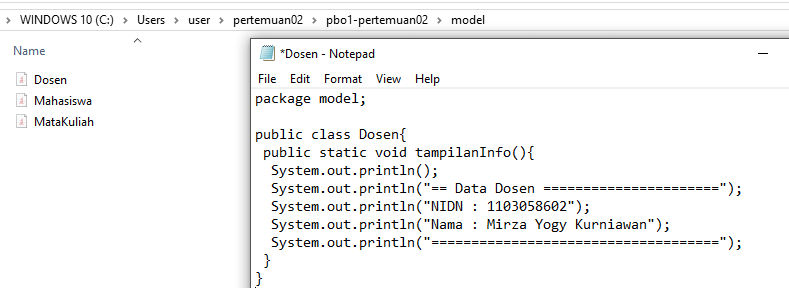 WINDOWS 10 (C:) > Users > user > pertemuan02 > pbo1-pertemuan02 > model
Name
Dosen
Mahasiswa
MataKuliah
*Dosen - Notepad
File Edit Format View Help
package model;
public class Dosen{
public static void tampilanInfo(){
System.out.println();
System.out.println("== Data Dosen ======================");
System.out.println("NIDN : 1103058602");
System.out.println("Nama : Mirza Yogy Kurniawan");
System.out.println("====================================");
}
}